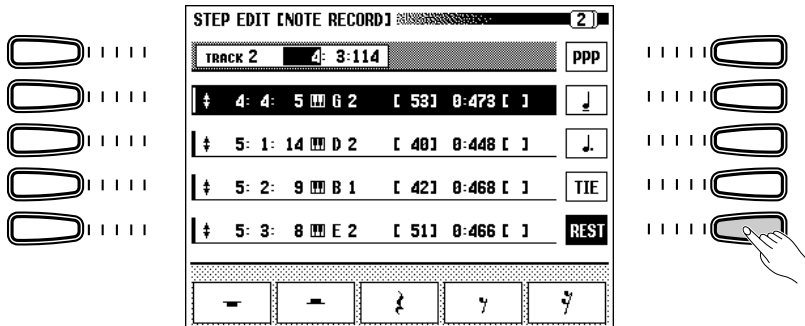 STEP EDIT [NOTE RECORD] 2
TRACK 2 4: 3:114 PPP
4: 4: 5 G 2 [ 53] 0:473 [ ]
5: 1: 14 D 2 [ 40] 0:448 [ ]
5: 2: 9 B 1 [ 42] 0:468 [ ] TIE
5: 3: 8 E 2 [ 51] 0:466 [ ] REST